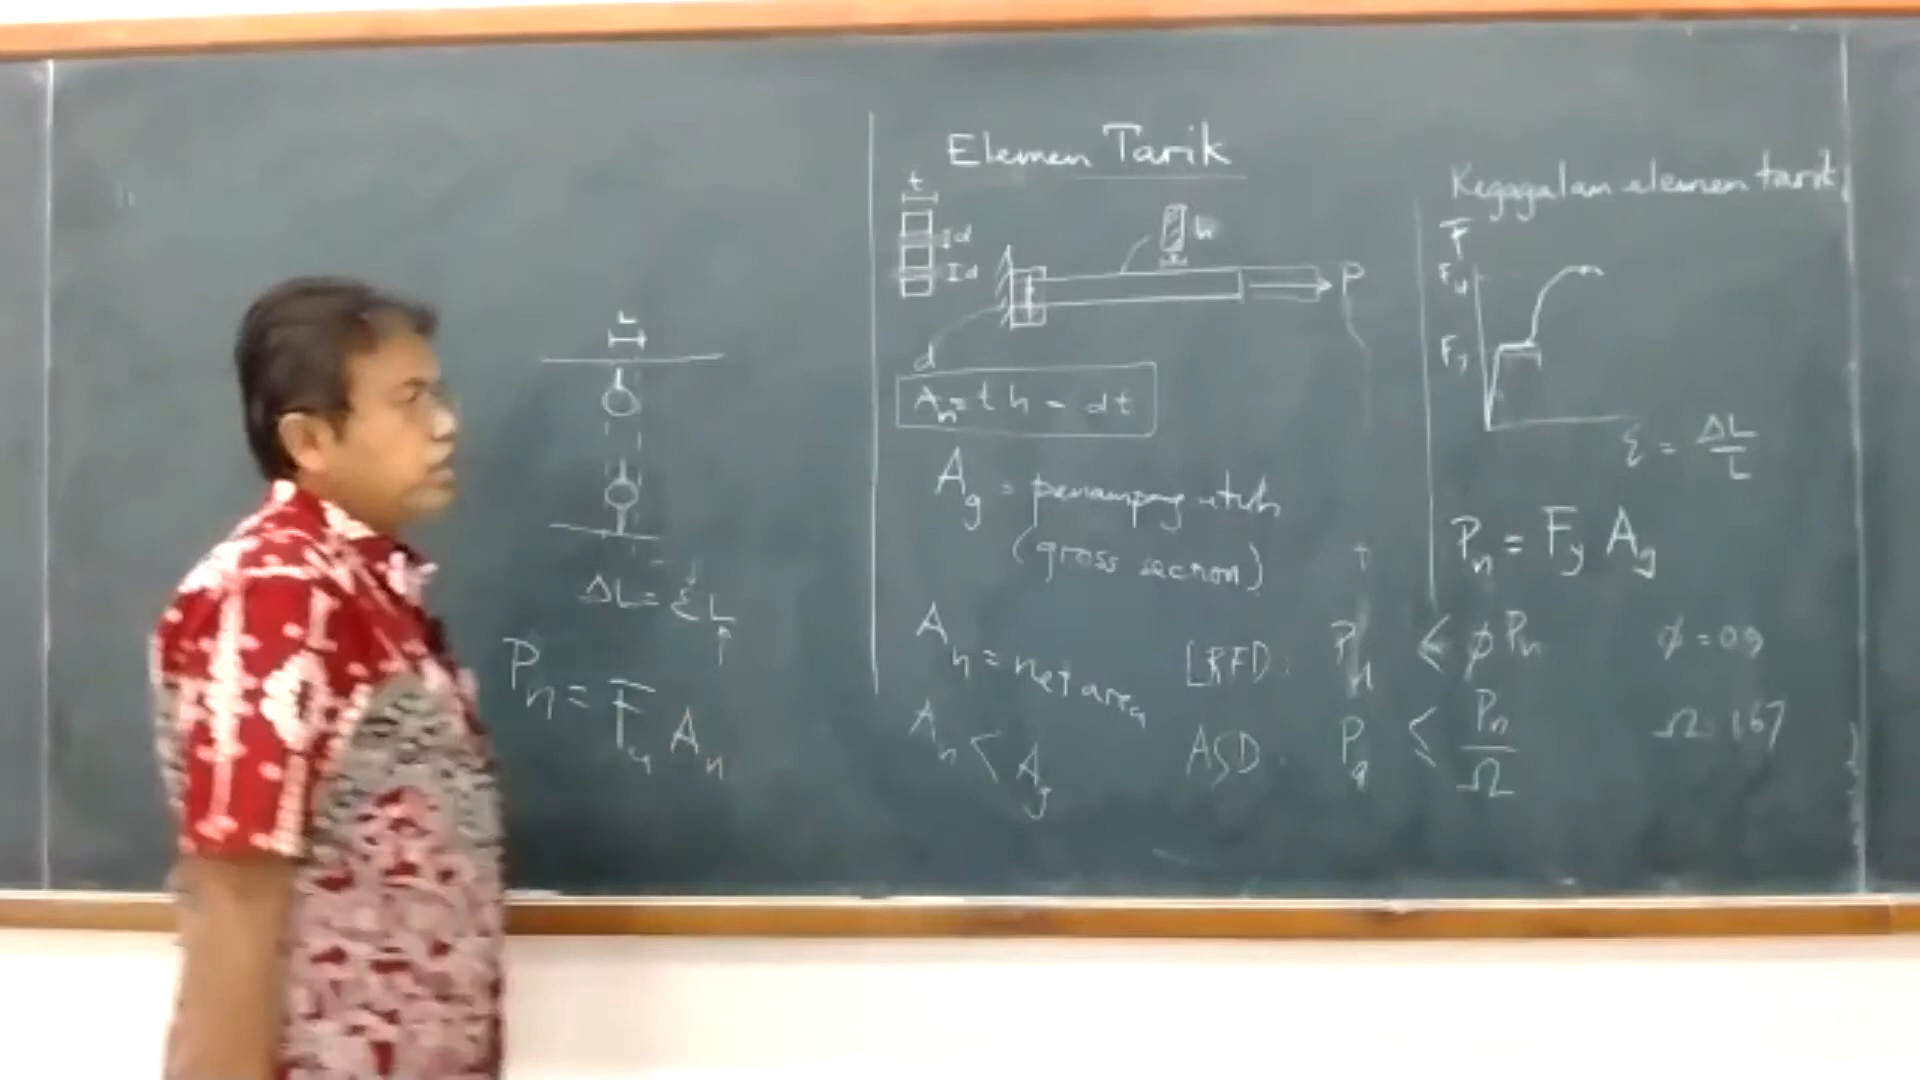 L
ΔL = ε L
Pn = Fu An
Elemen Tarik
t
d
d
h
P
d
An = t h - d t
Ag = penampang utuh
(gross section)
An = net area
An < Ag
LRFD : Pu ≤ φ Pn φ = 0.9
ASD : Pa ≤ Pn/Ω Ω = 1.67
Kegagalan elemen tarik
F
Fu
Fy
ε = ΔL/L
Pn = Fy Ag